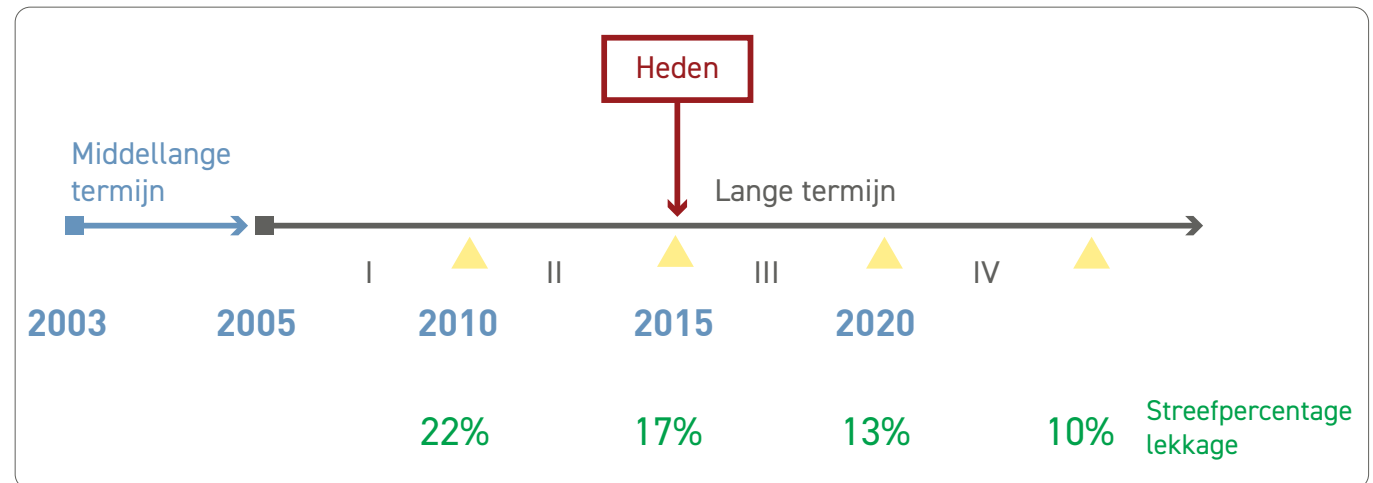 Heden
Middellange
termijn
Lange termijn
I II III IV
2003 2005 2010 2015 2020
22% 17% 13% 10%
Streefpercentage
lekkage